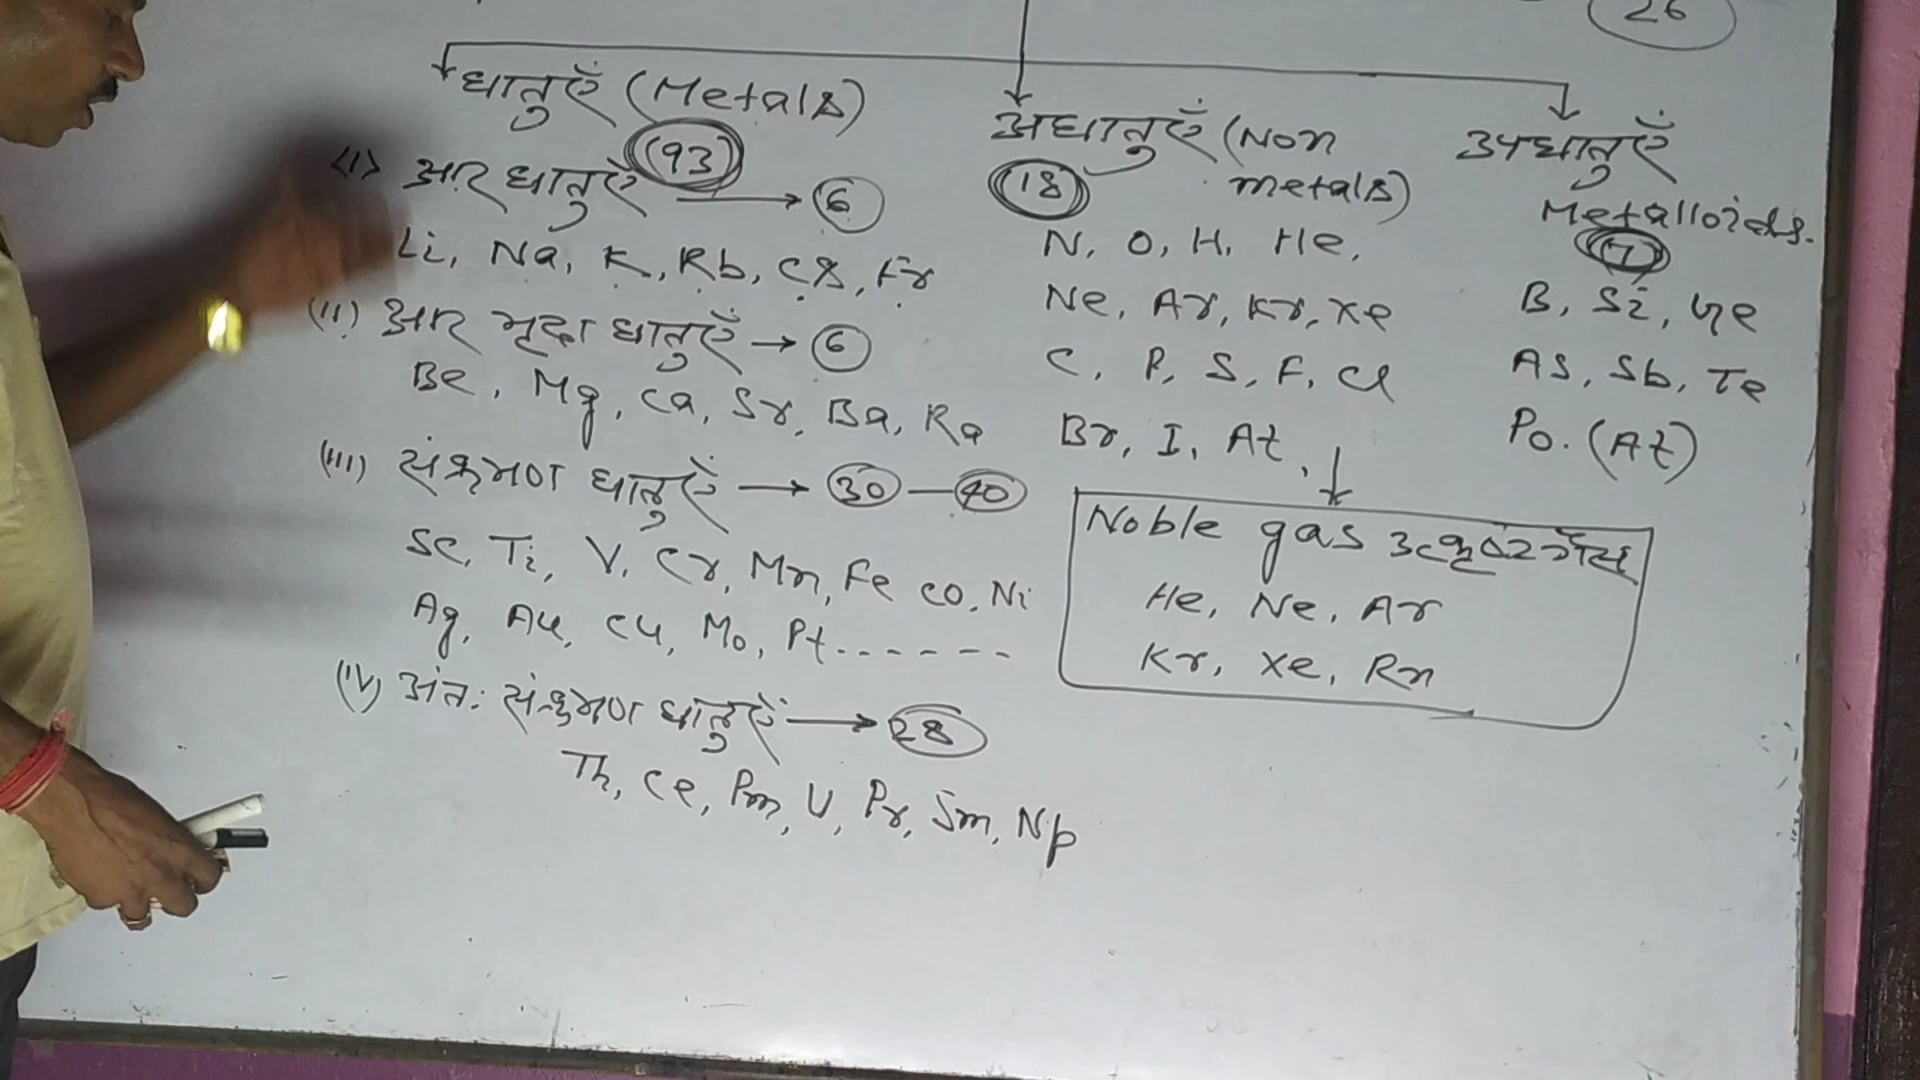 26
धातुएँ (Metals)
(93)
(I) क्षार धातुएँ → 6
Li, Na, K, Rb, Cs, Fr
(II) क्षार मृदा धातुएँ → 6
Be, Mg, Ca, Sr, Ba, Ra
(III) संक्रमण धातुएँ → 30 — 40
Sc, Ti, V, Cr, Mn, Fe Co, Ni
Ag, Au, Cu, Mo, Pt.------
(IV) अंत: संक्रमण धातुएँ → 28
Th, Ce, Pm, U, Pr, Sm, Np
अधातुएँ (Non
metals)
18
N, O, H, He,
Ne, Ar, Kr, Xe
C, P, S, F, Cl
Br, I, At,
Noble gas उत्कृष्ट गैस
He, Ne, Ar
Kr, Xe, Rn
उपधातुएँ
Metalloids.
7
B, Si, Ge
As, Sb, Te
Po. (At)